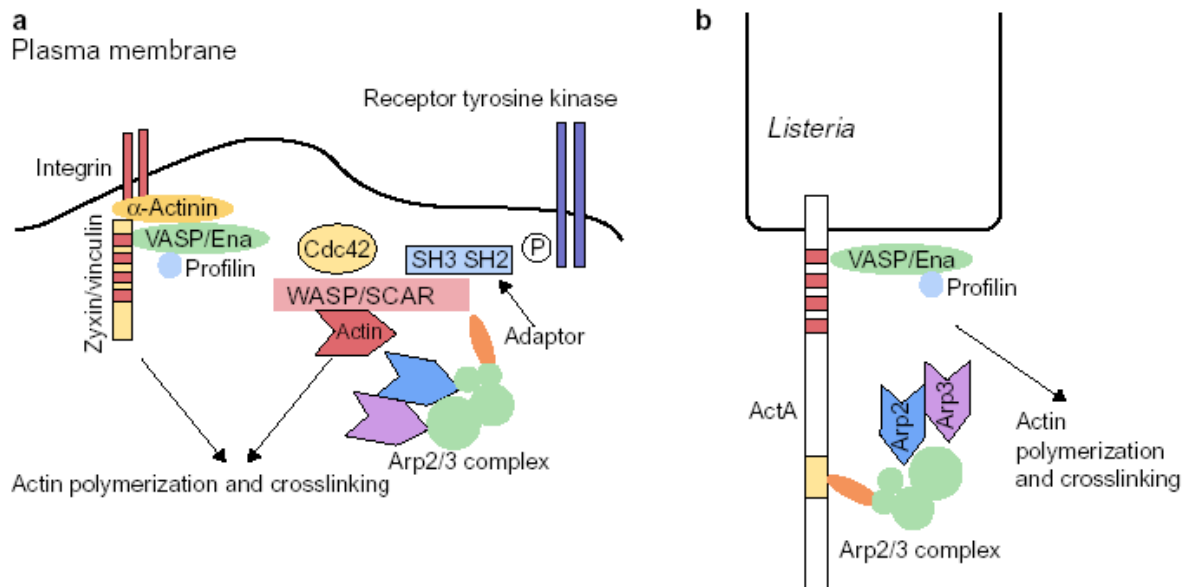 a
Plasma membrane
Receptor tyrosine kinase
Integrin
α-Actinin
VASP/Ena
Profilin
Zyxin/vinculin
Cdc42
SH3 SH2
P
WASP/SCAR
Actin
Adaptor
Arp2/3 complex
Actin polymerization and crosslinking
b
Listeria
VASP/Ena
Profilin
ActA
Arp2
Arp3
Actin
polymerization
and crosslinking
Arp2/3 complex